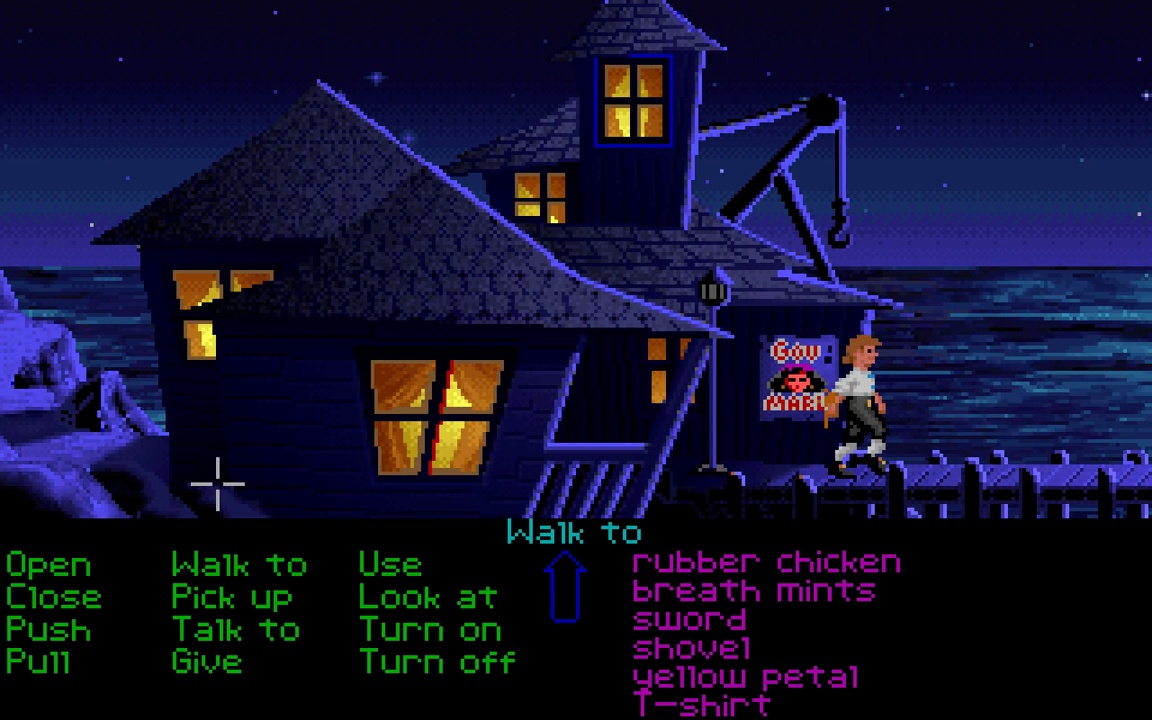 Gov.
MARL
Walk to
Open Walk to Use
Close Pick up Look at
Push Talk to Turn on
Pull Give Turn off
rubber chicken
breath mints
sword
shovel
yellow petal
T-shirt